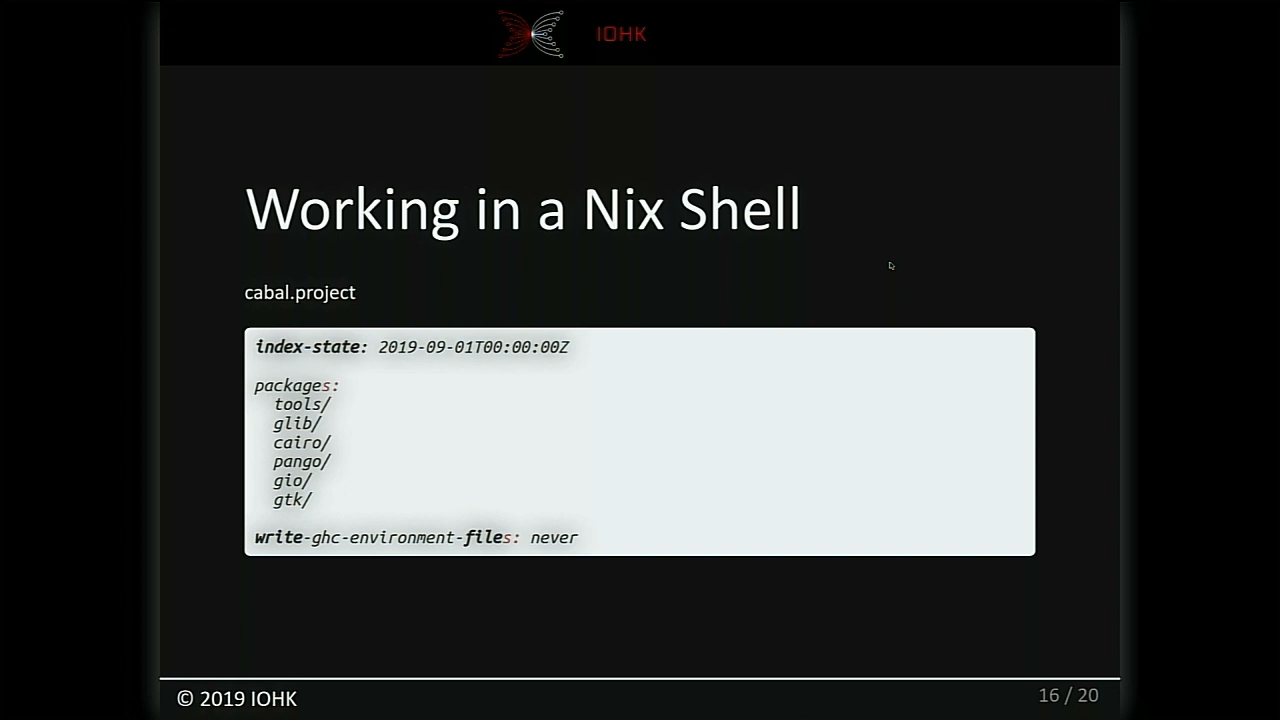 IOHK
Working in a Nix Shell
cabal.project
index-state: 2019-09-01T00:00:00Z
packages:
tools/
glib/
cairo/
pango/
gio/
gtk/
write-ghc-environment-files: never
© 2019 IOHK
16 / 20